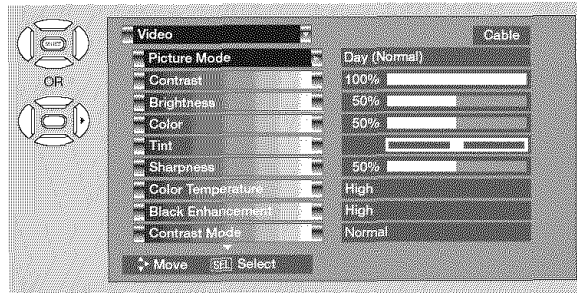 Video Cable
Picture Mode Day (Normal)
OR
Contrast 100%
Brightness 50%
Color 50%
Tint
Sharpness 50%
Color Temperature High
Black Enhancement High
Contrast Mode Normal
Move SEL Select